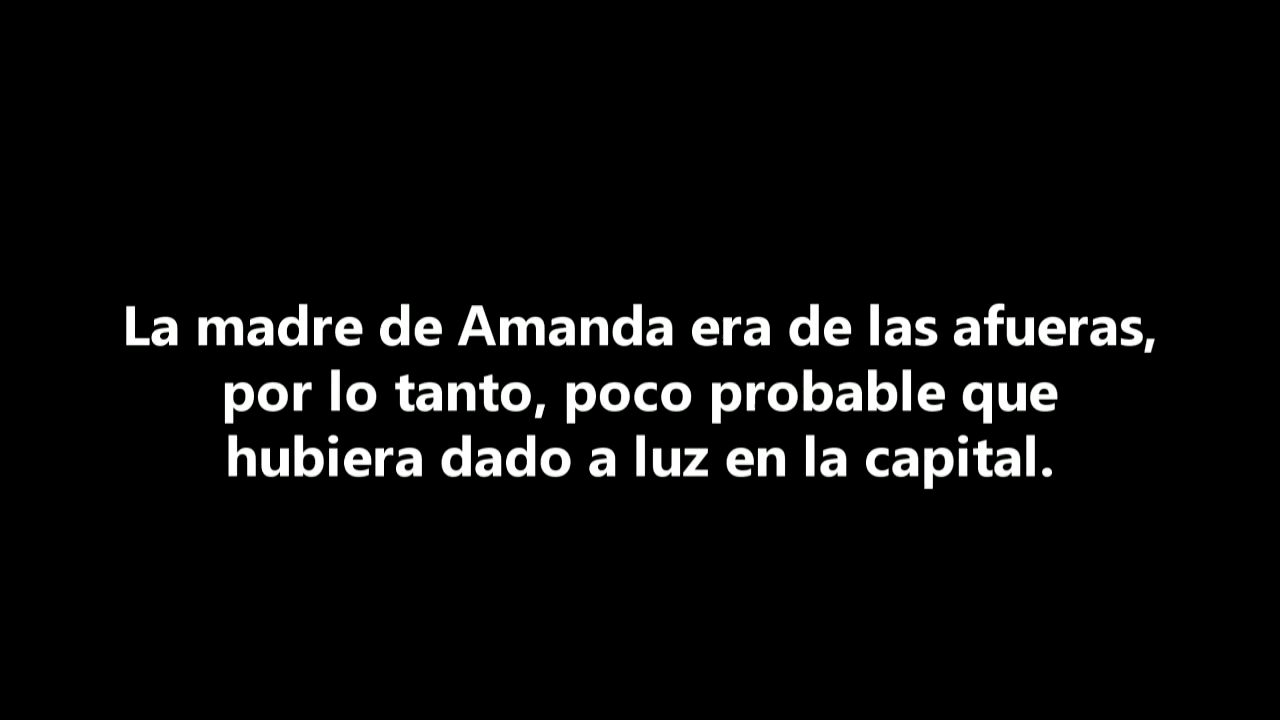 La madre de Amanda era de las afueras,
por lo tanto, poco probable que
hubiera dado a luz en la capital.